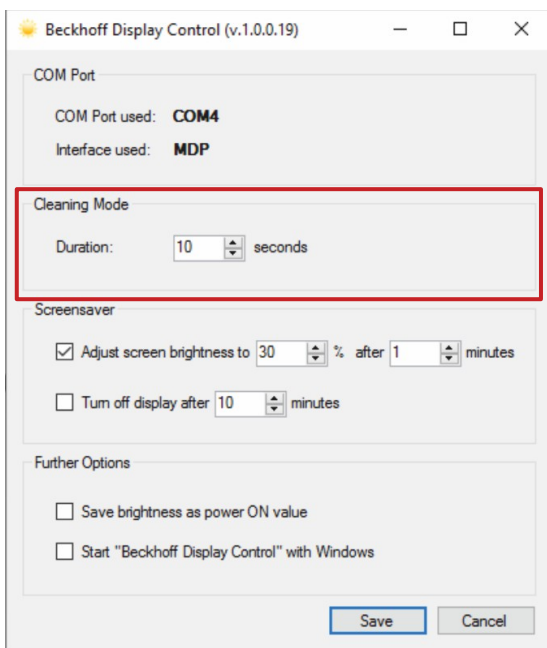 Beckhoff Display Control (v.1.0.0.19)
COM Port
COM Port used: COM4
Interface used: MDP
Cleaning Mode
Duration: 10 seconds
Screensaver
Adjust screen brightness to 30 % after 1 minutes
Turn off display after 10 minutes
Further Options
Save brightness as power ON value
Start "Beckhoff Display Control" with Windows
Save Cancel